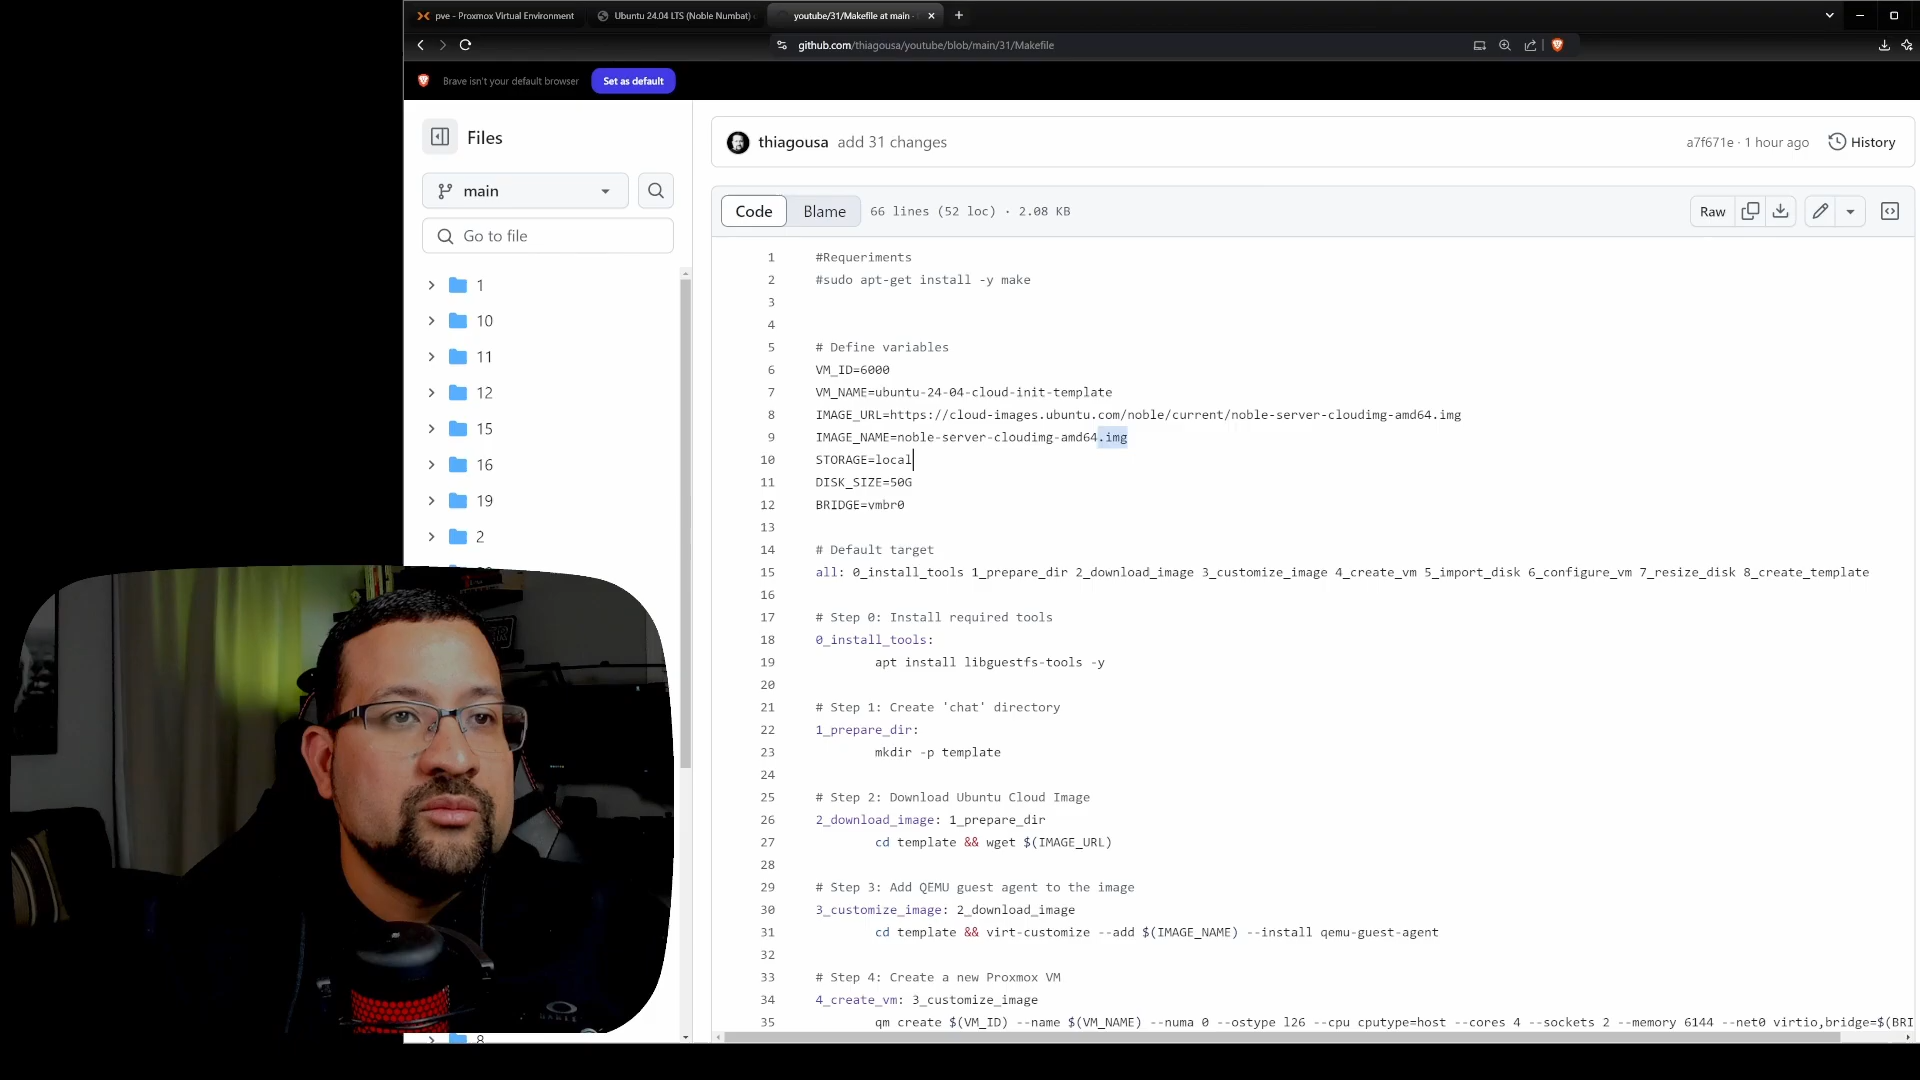 pve - Proxmox Virtual Environment
Ubuntu 24.04 LTS (Noble Numbat)
youtube/31/Makefile at main ·
github.com/thiagousa/youtube/blob/main/31/Makefile
Brave isn't your default browser
Set as default
Files
main
Go to file
1
10
11
12
15
16
19
2
8
thiagousa add 31 changes
a7f671e · 1 hour ago
History
Code
Blame
66 lines (52 loc) · 2.08 KB
Raw
1 #Requeriments
2 #sudo apt-get install -y make
3
4
5 # Define variables
6 VM_ID=6000
7 VM_NAME=ubuntu-24-04-cloud-init-template
8 IMAGE_URL=https://cloud-images.ubuntu.com/noble/current/noble-server-cloudimg-amd64.img
9 IMAGE_NAME=noble-server-cloudimg-amd64.img
10 STORAGE=local
11 DISK_SIZE=50G
12 BRIDGE=vmbr0
13
14 # Default target
15 all: 0_install_tools 1_prepare_dir 2_download_image 3_customize_image 4_create_vm 5_import_disk 6_configure_vm 7_resize_disk 8_create_template
16
17 # Step 0: Install required tools
18 0_install_tools:
19 apt install libguestfs-tools -y
20
21 # Step 1: Create 'chat' directory
22 1_prepare_dir:
23 mkdir -p template
24
25 # Step 2: Download Ubuntu Cloud Image
26 2_download_image: 1_prepare_dir
27 cd template && wget $(IMAGE_URL)
28
29 # Step 3: Add QEMU guest agent to the image
30 3_customize_image: 2_download_image
31 cd template && virt-customize --add $(IMAGE_NAME) --install qemu-guest-agent
32
33 # Step 4: Create a new Proxmox VM
34 4_create_vm: 3_customize_image
35 qm create $(VM_ID) --name $(VM_NAME) --numa 0 --ostype l26 --cpu cputype=host --cores 4 --sockets 2 --memory 6144 --net0 virtio,bridge=$(BRI